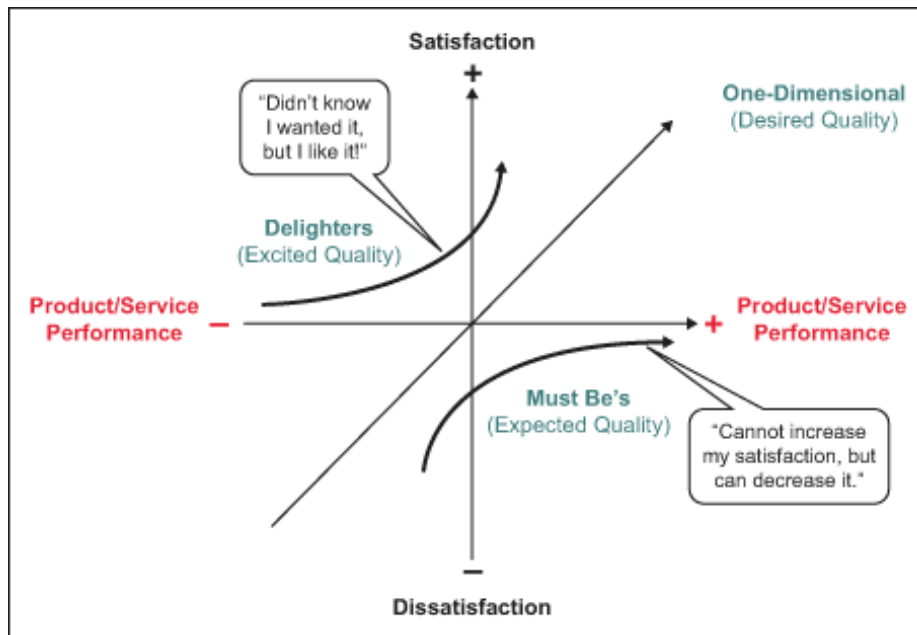 Satisfaction
+
“Didn’t know
I wanted it,
but I like it!“
One-Dimensional
(Desired Quality)
Delighters
(Excited Quality)
Product/Service
Performance –
+ Product/Service
Performance
Must Be’s
(Expected Quality)
“Cannot increase
my satisfaction, but
can decrease it.“
–
Dissatisfaction